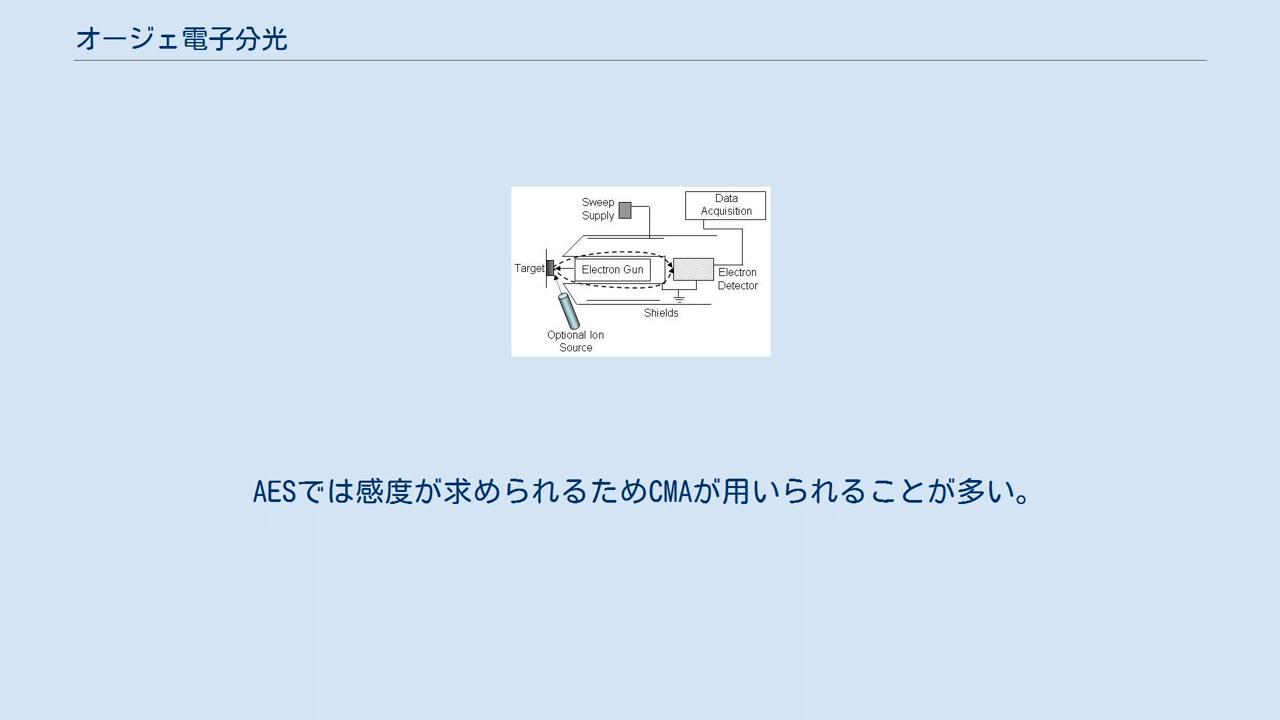 オージェ電子分光
Sweep
Supply
Data
Acquisition
Target
Electron Gun
Electron
Detector
Shields
Optional Ion
Source
AESでは感度が求められるためCMAが用いられることが多い。